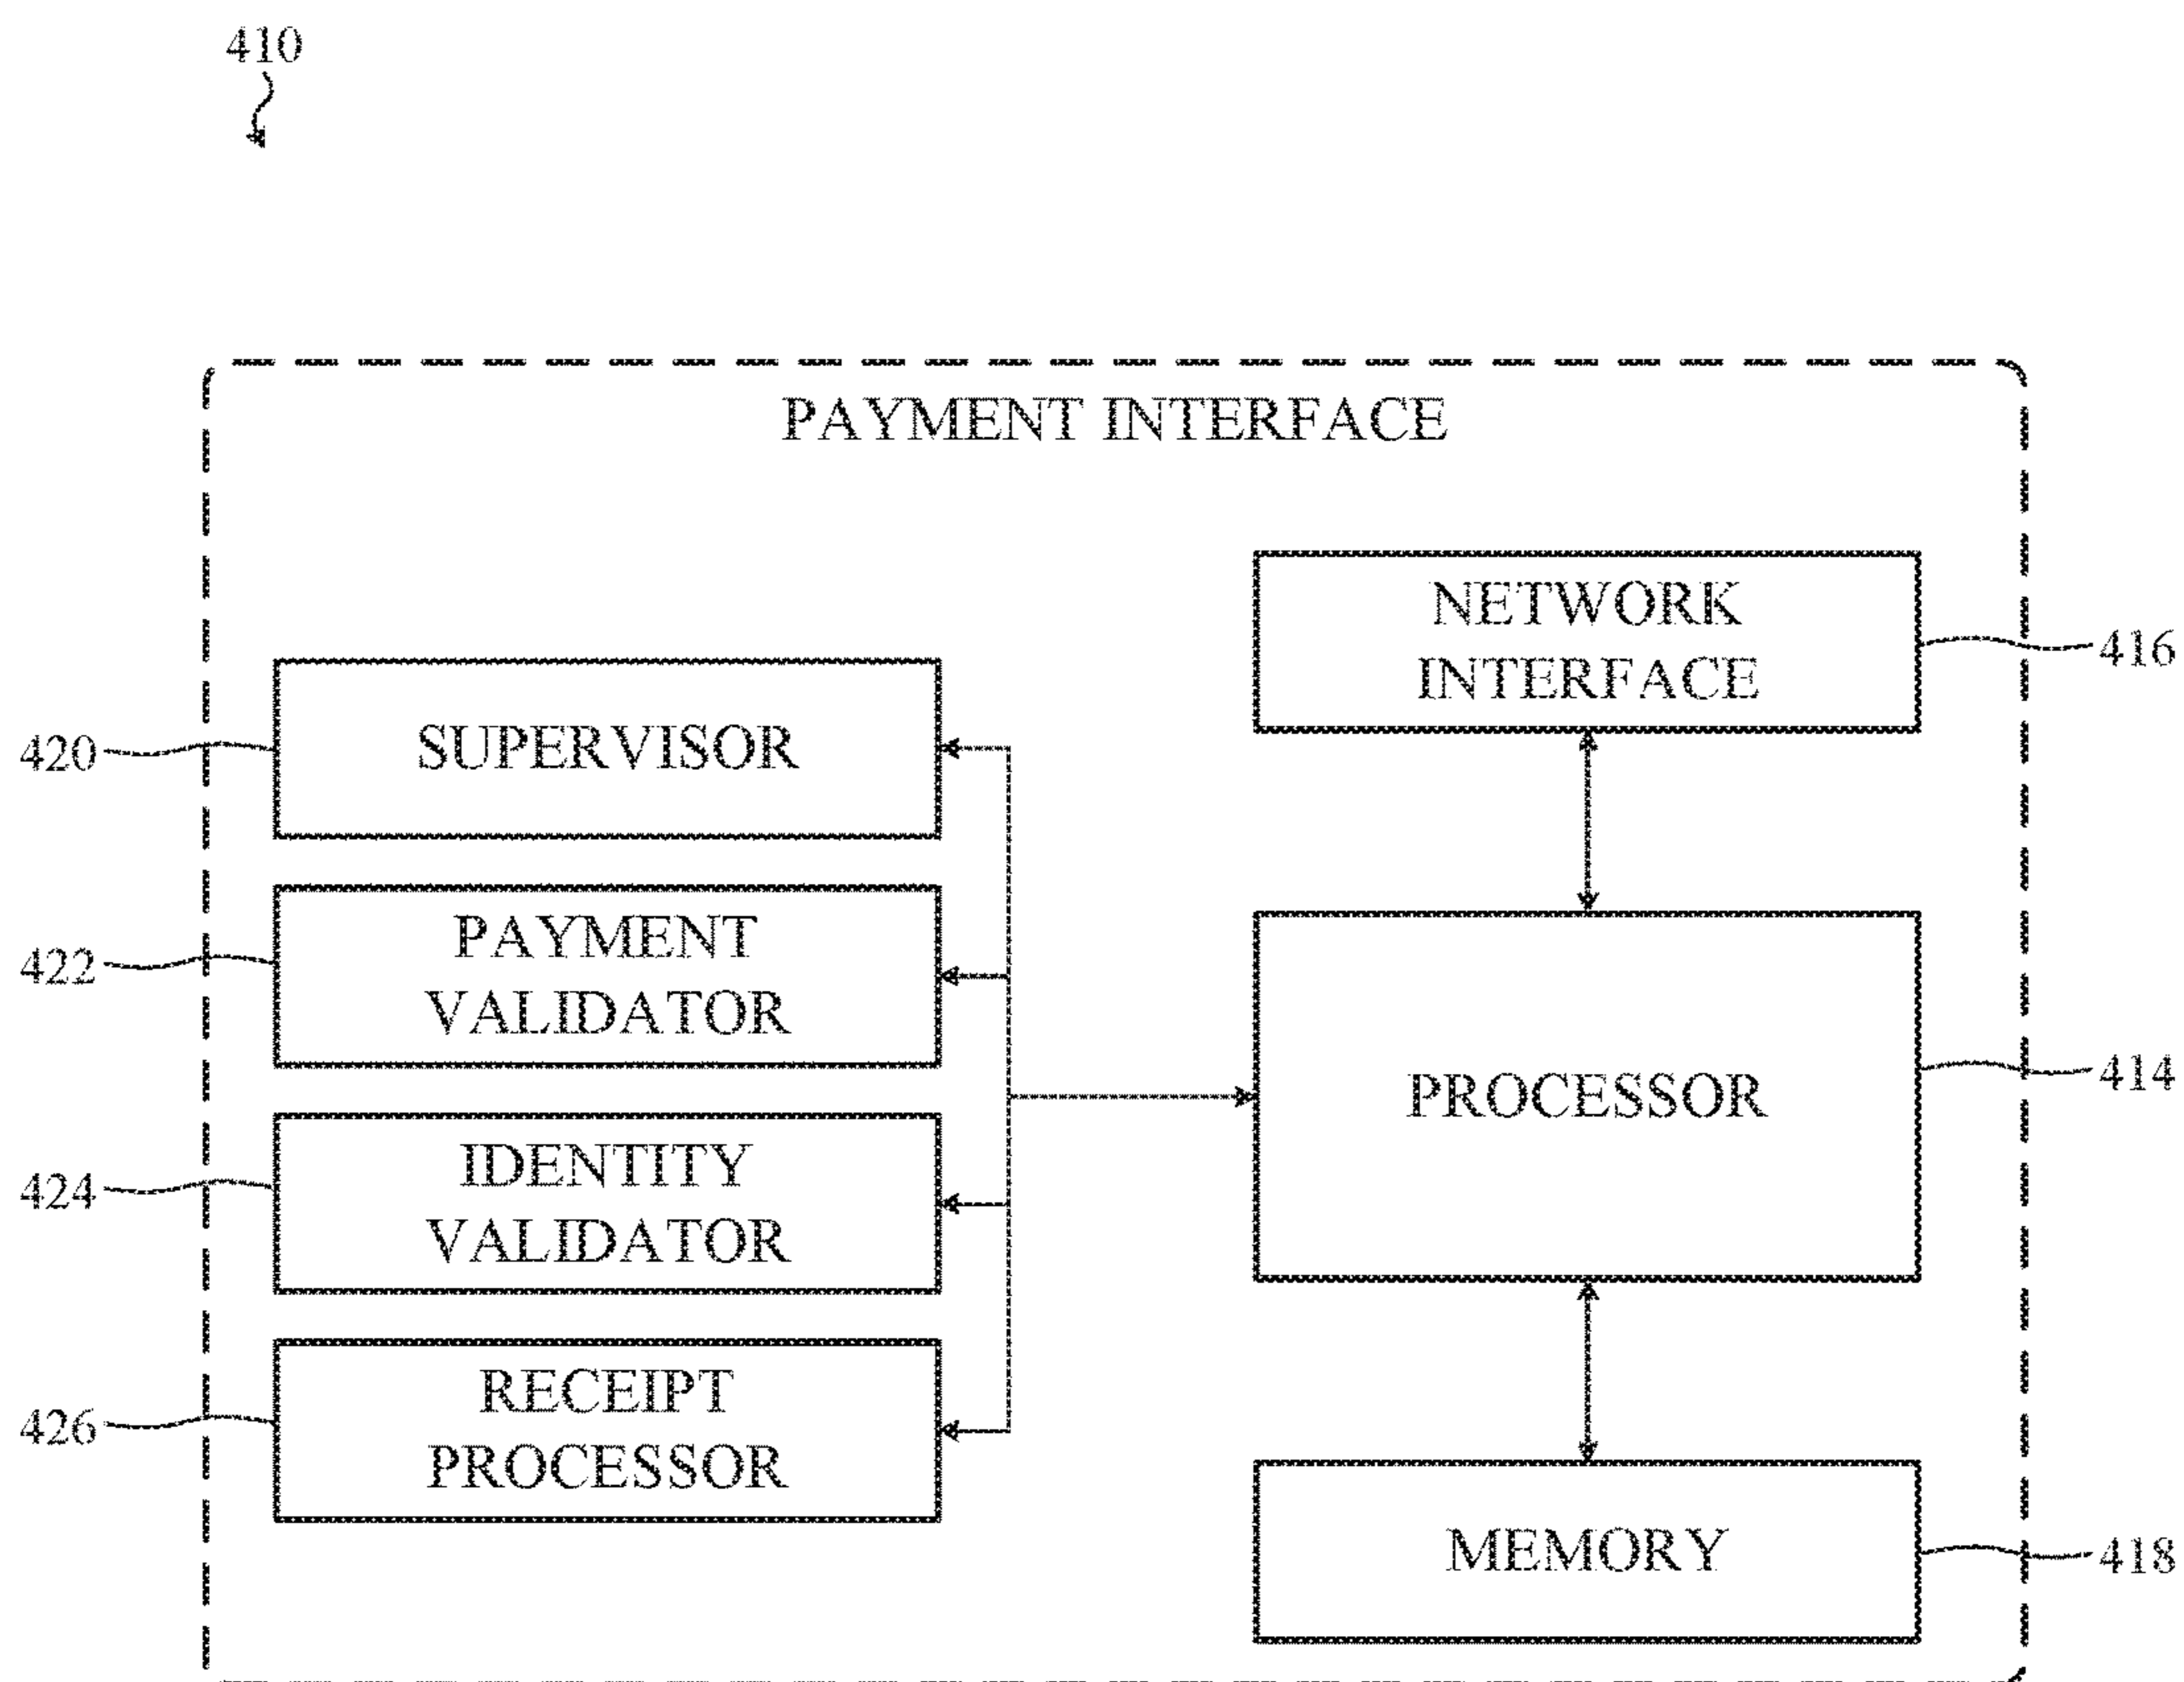 410
PAYMENT INTERFACE
NETWORK
INTERFACE
416
SUPERVISOR
420
PAYMENT
VALIDATOR
422
PROCESSOR
414
IDENTITY
VALIDATOR
424
RECEIPT
PROCESSOR
426
MEMORY
418